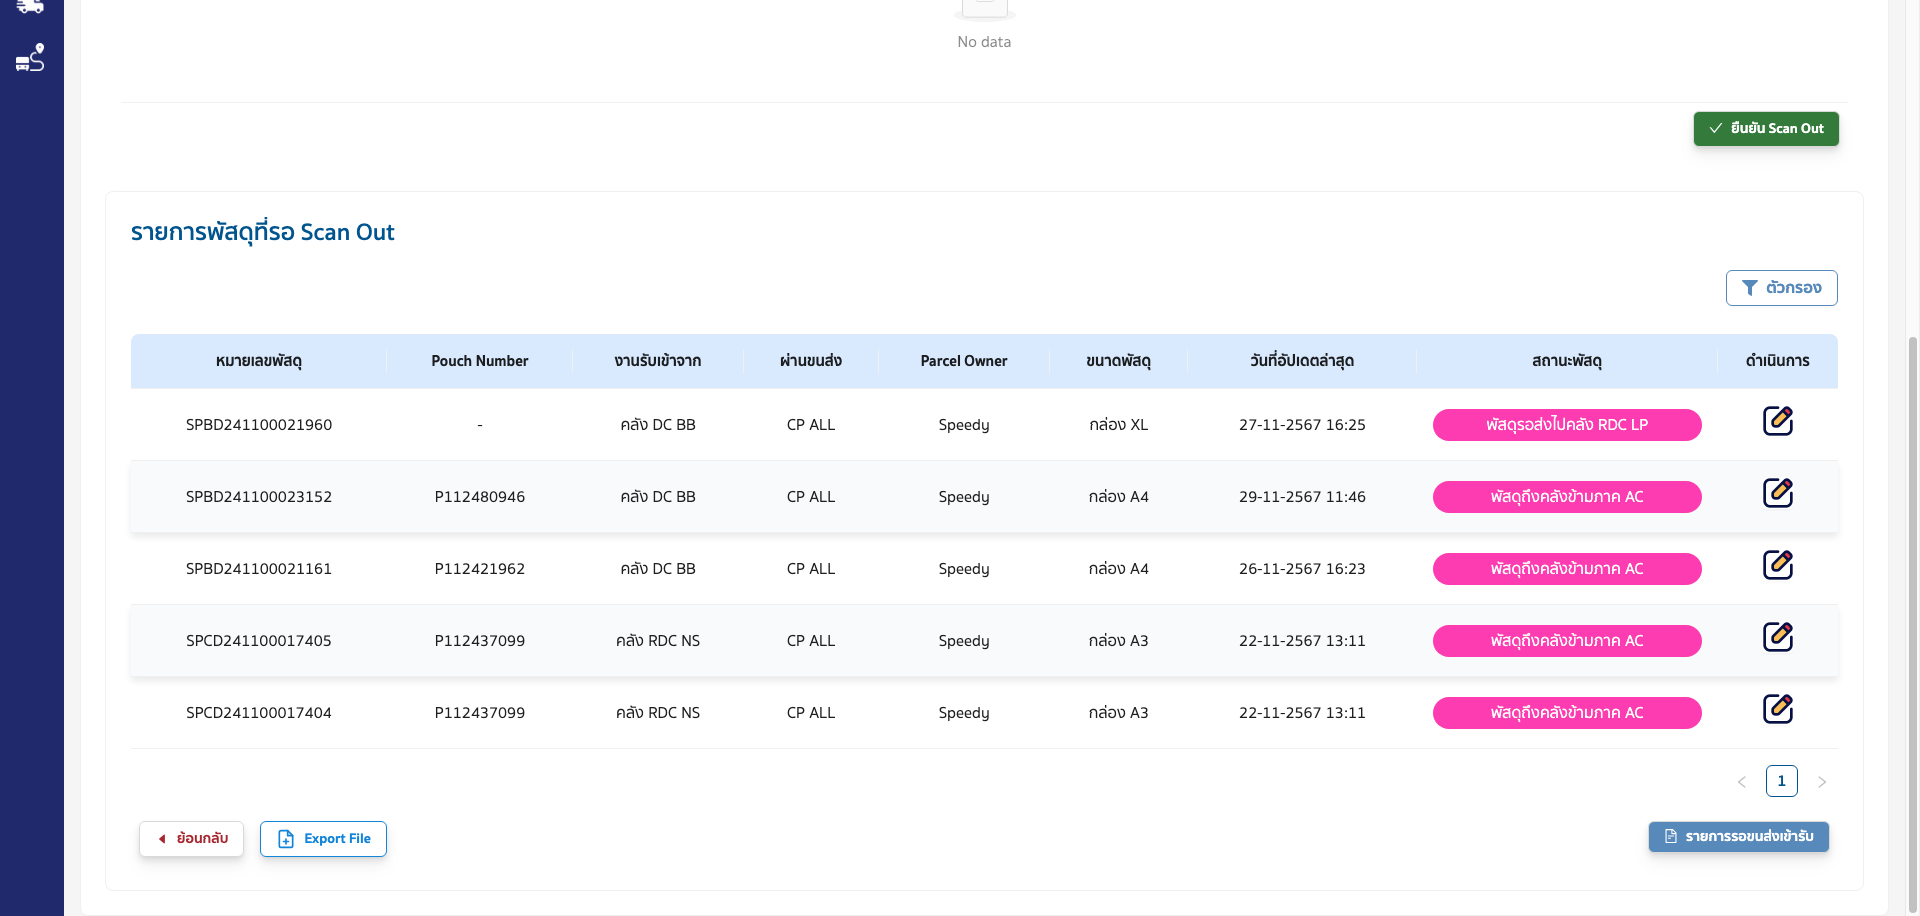 No data
ยืนยัน Scan Out
รายการพัสดุที่รอ Scan Out
ตัวกรอง
หมายเลขพัสดุ Pouch Number งานรับเข้าจาก ผ่านขนส่ง Parcel Owner ขนาดพัสดุ วันที่อัปเดตล่าสุด สถานะพัสดุ ดำเนินการ
SPBD241100021960 - คลัง DC BB CP ALL Speedy กล่อง XL 27-11-2567 16:25 พัสดุรอส่งไปคลัง RDC LP
SPBD241100023152 P112480946 คลัง DC BB CP ALL Speedy กล่อง A4 29-11-2567 11:46 พัสดุถึงคลังข้ามภาค AC
SPBD241100021161 P112421962 คลัง DC BB CP ALL Speedy กล่อง A4 26-11-2567 16:23 พัสดุถึงคลังข้ามภาค AC
SPCD241100017405 P112437099 คลัง RDC NS CP ALL Speedy กล่อง A3 22-11-2567 13:11 พัสดุถึงคลังข้ามภาค AC
SPCD241100017404 P112437099 คลัง RDC NS CP ALL Speedy กล่อง A3 22-11-2567 13:11 พัสดุถึงคลังข้ามภาค AC
1
ย้อนกลับ Export File รายการรอขนส่งเข้ารับ